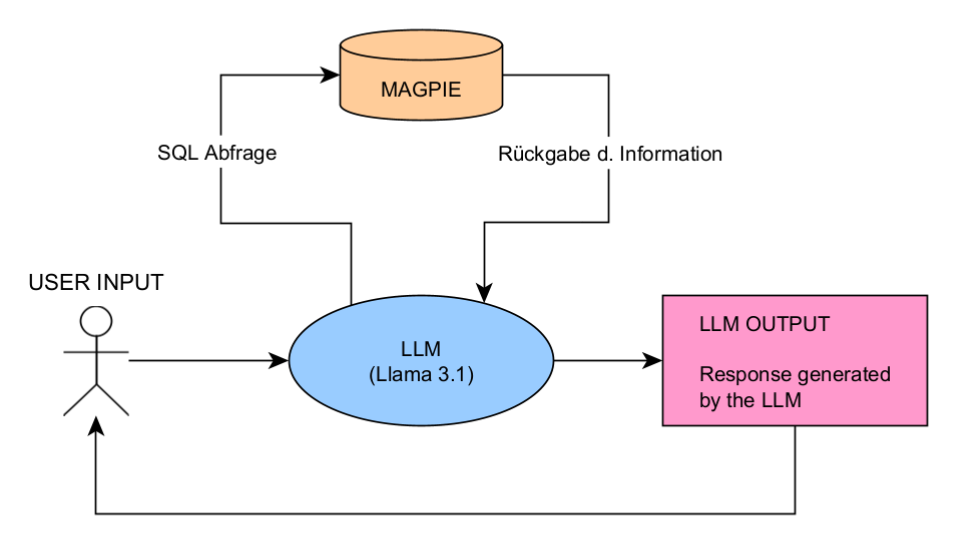 MAGPIE
SQL Abfrage
Rückgabe d. Information
USER INPUT
LLM
(Llama 3.1)
LLM OUTPUT
Response generated
by the LLM